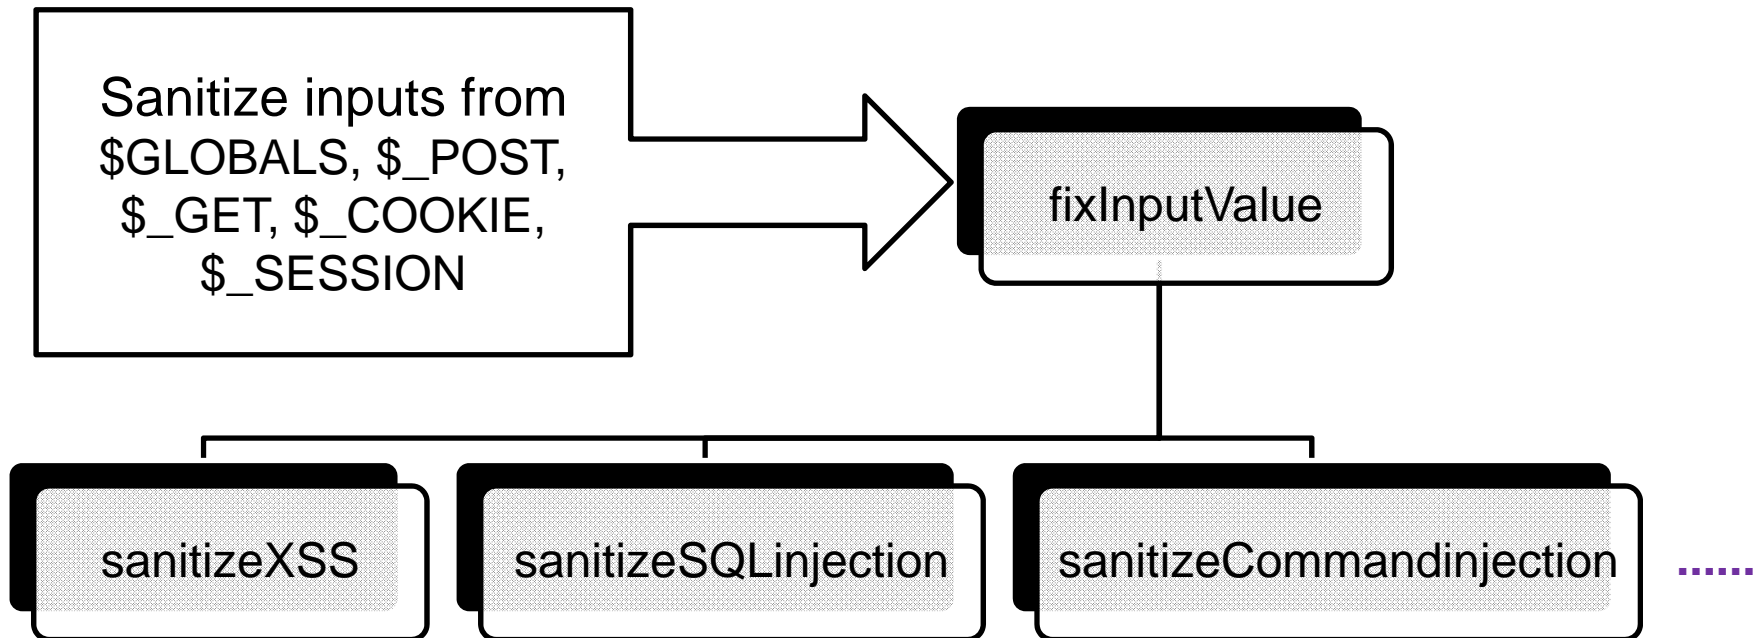 Sanitize inputs from
$GLOBALS, $_POST,
$_GET, $_COOKIE,
$_SESSION
fixInputValue
sanitizeXSS
sanitizeSQLinjection
sanitizeCommandinjection
.......